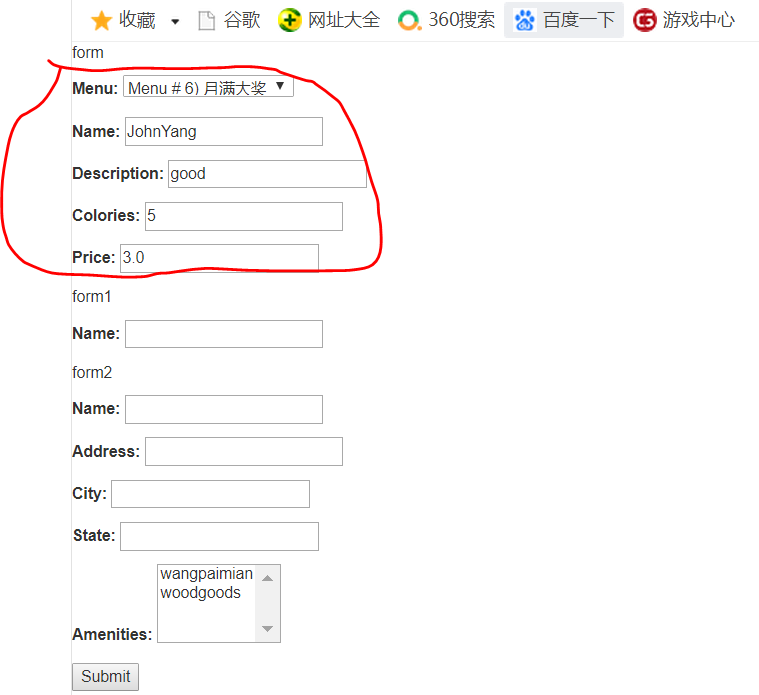 收藏 谷歌 网址大全 360搜索 百度一下 游戏中心
form
Menu: Menu # 6) 月满大奖
Name: JohnYang
Description: good
Colories: 5
Price: 3.0
form1
Name:
form2
Name:
Address:
City:
State:
wangpaimian
woodgoods
Amenities:
Submit